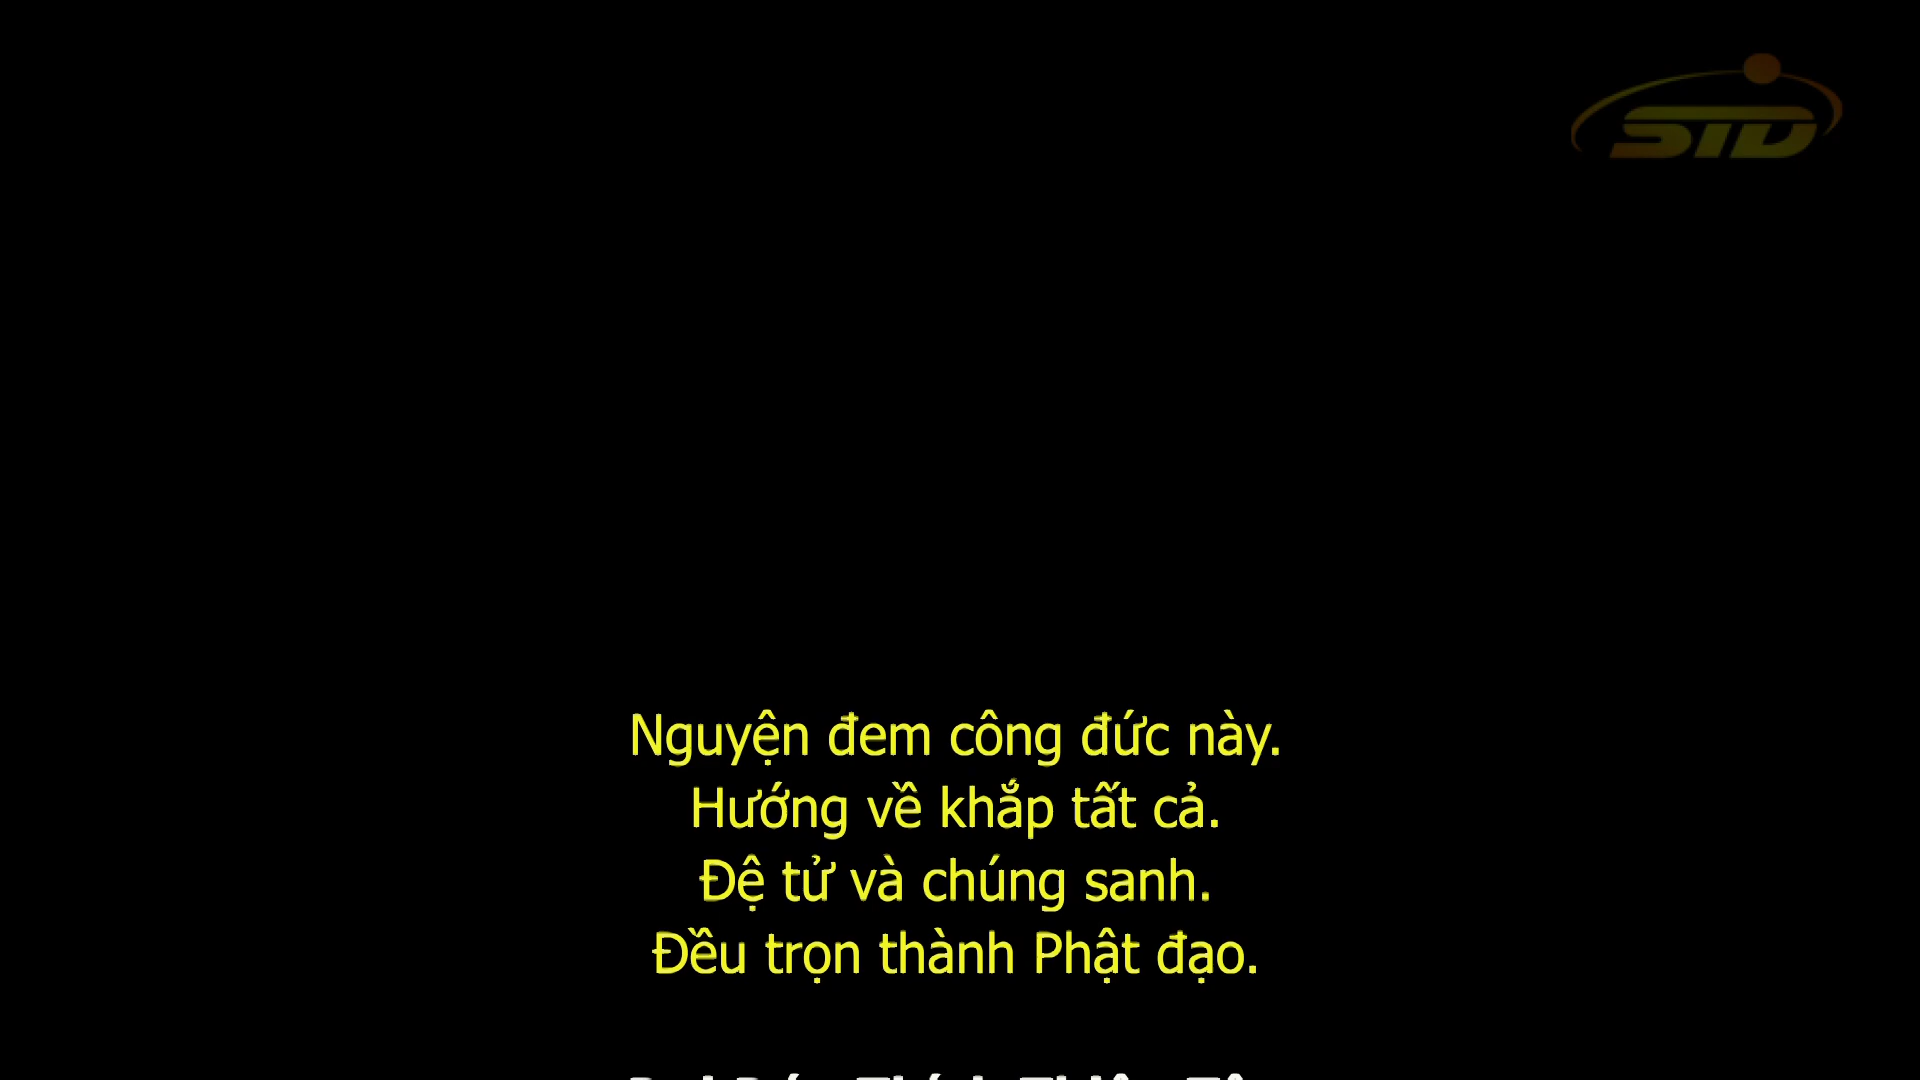 STD
Nguyện đem công đức này.
Hướng về khắp tất cả.
Đệ tử và chúng sanh.
Đều trọn thành Phật đạo.